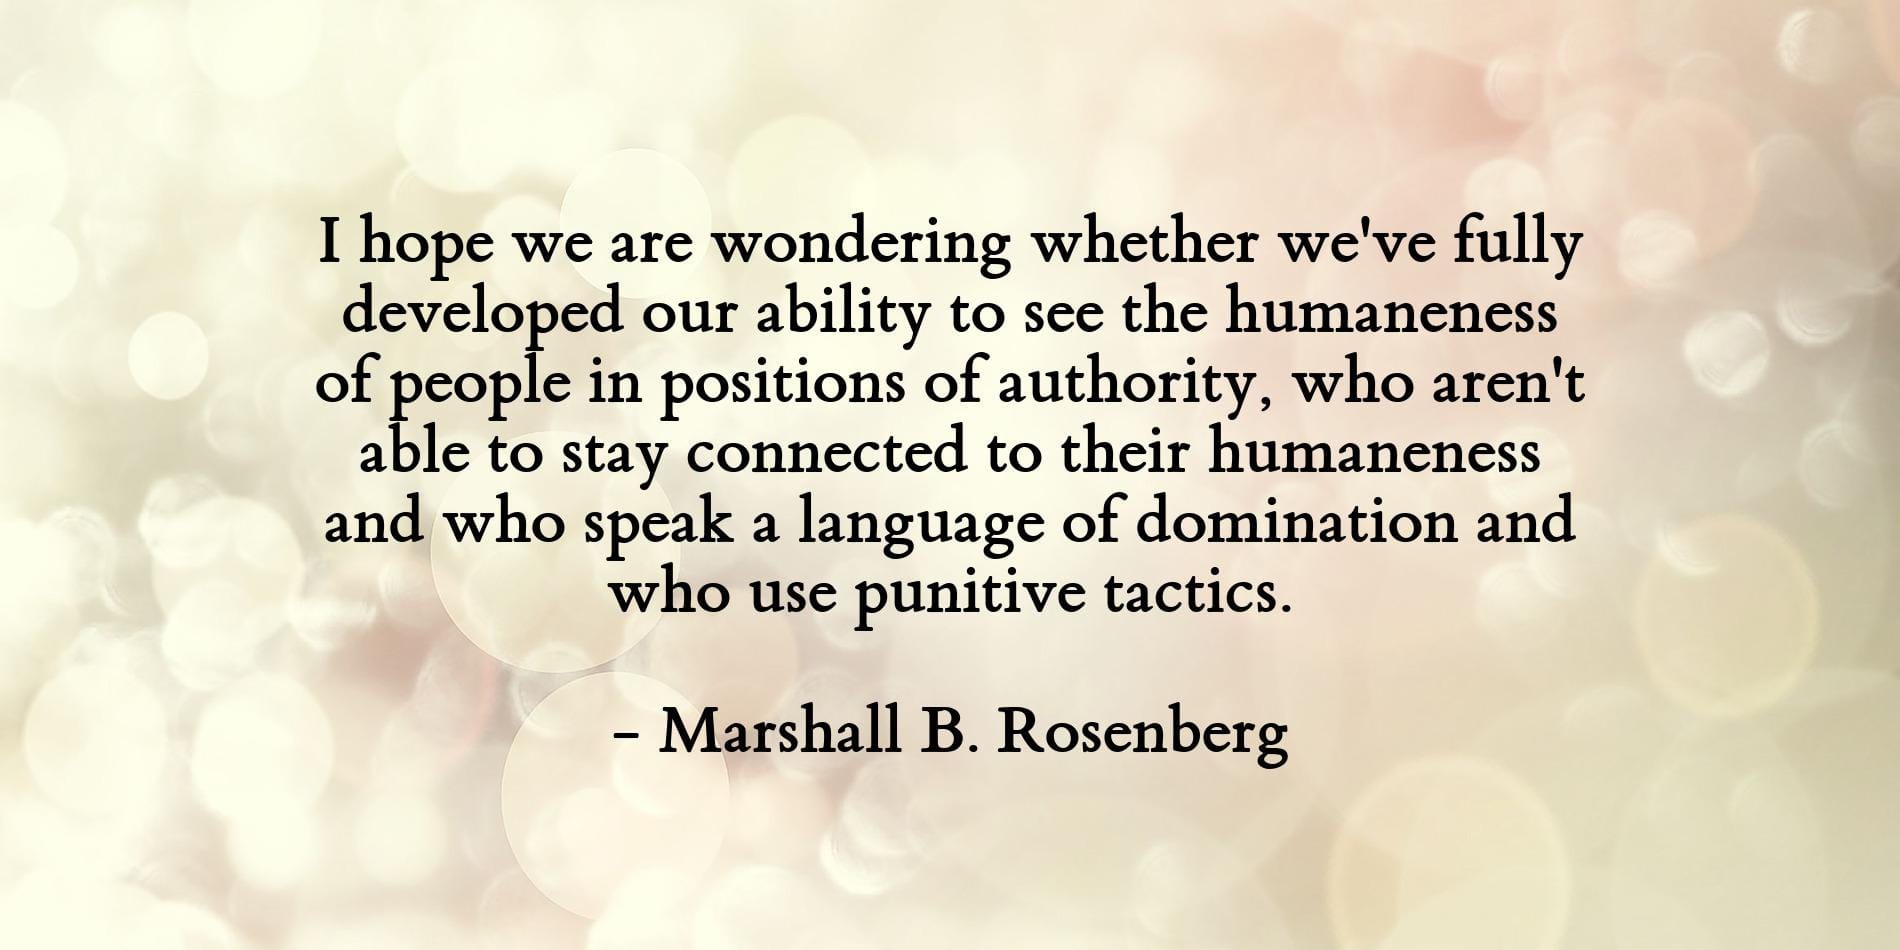 I hope we are wondering whether we've fully
developed our ability to see the humaneness
of people in positions of authority, who aren't
able to stay connected to their humaneness
and who speak a language of domination and
who use punitive tactics.
- Marshall B. Rosenberg